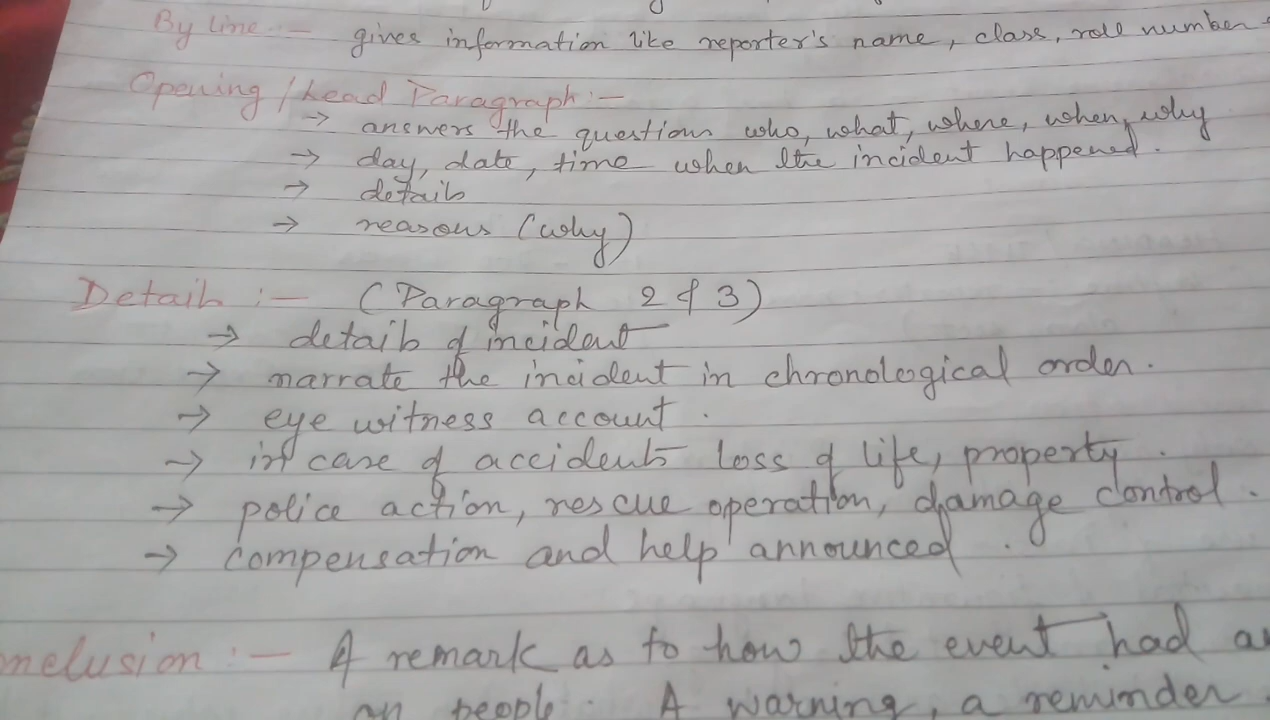 By line :- gives information like reporter's name, class, roll number
Opening / Lead Paragraph :-
→ answers the question who, what, where, when, why
→ day, date, time when the incident happened.
→ details
→ reasons (why)
Details :- (Paragraph 2 & 3)
→ details of incident
→ narrate the incident in chronological order.
→ eye witness account.
→ in case of accidents loss of life, property.
→ police action, rescue operation, damage control.
→ compensation and help announced.
nclusion :- A remark as to how the event had
on people. A warning, a reminder